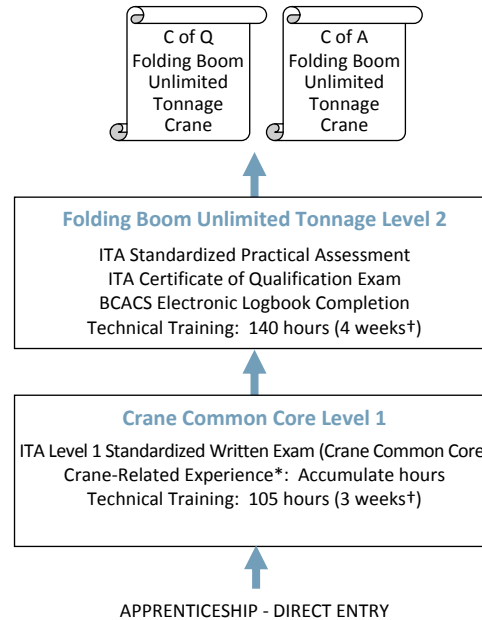 C of Q
Folding Boom
Unlimited
Tonnage
Crane
C of A
Folding Boom
Unlimited
Tonnage
Crane
Folding Boom Unlimited Tonnage Level 2
ITA Standardized Practical Assessment
ITA Certificate of Qualification Exam
BCACS Electronic Logbook Completion
Technical Training: 140 hours (4 weeks†)
Crane Common Core Level 1
ITA Level 1 Standardized Written Exam (Crane Common Core
Crane-Related Experience*: Accumulate hours
Technical Training: 105 hours (3 weeks†)
APPRENTICESHIP - DIRECT ENTRY